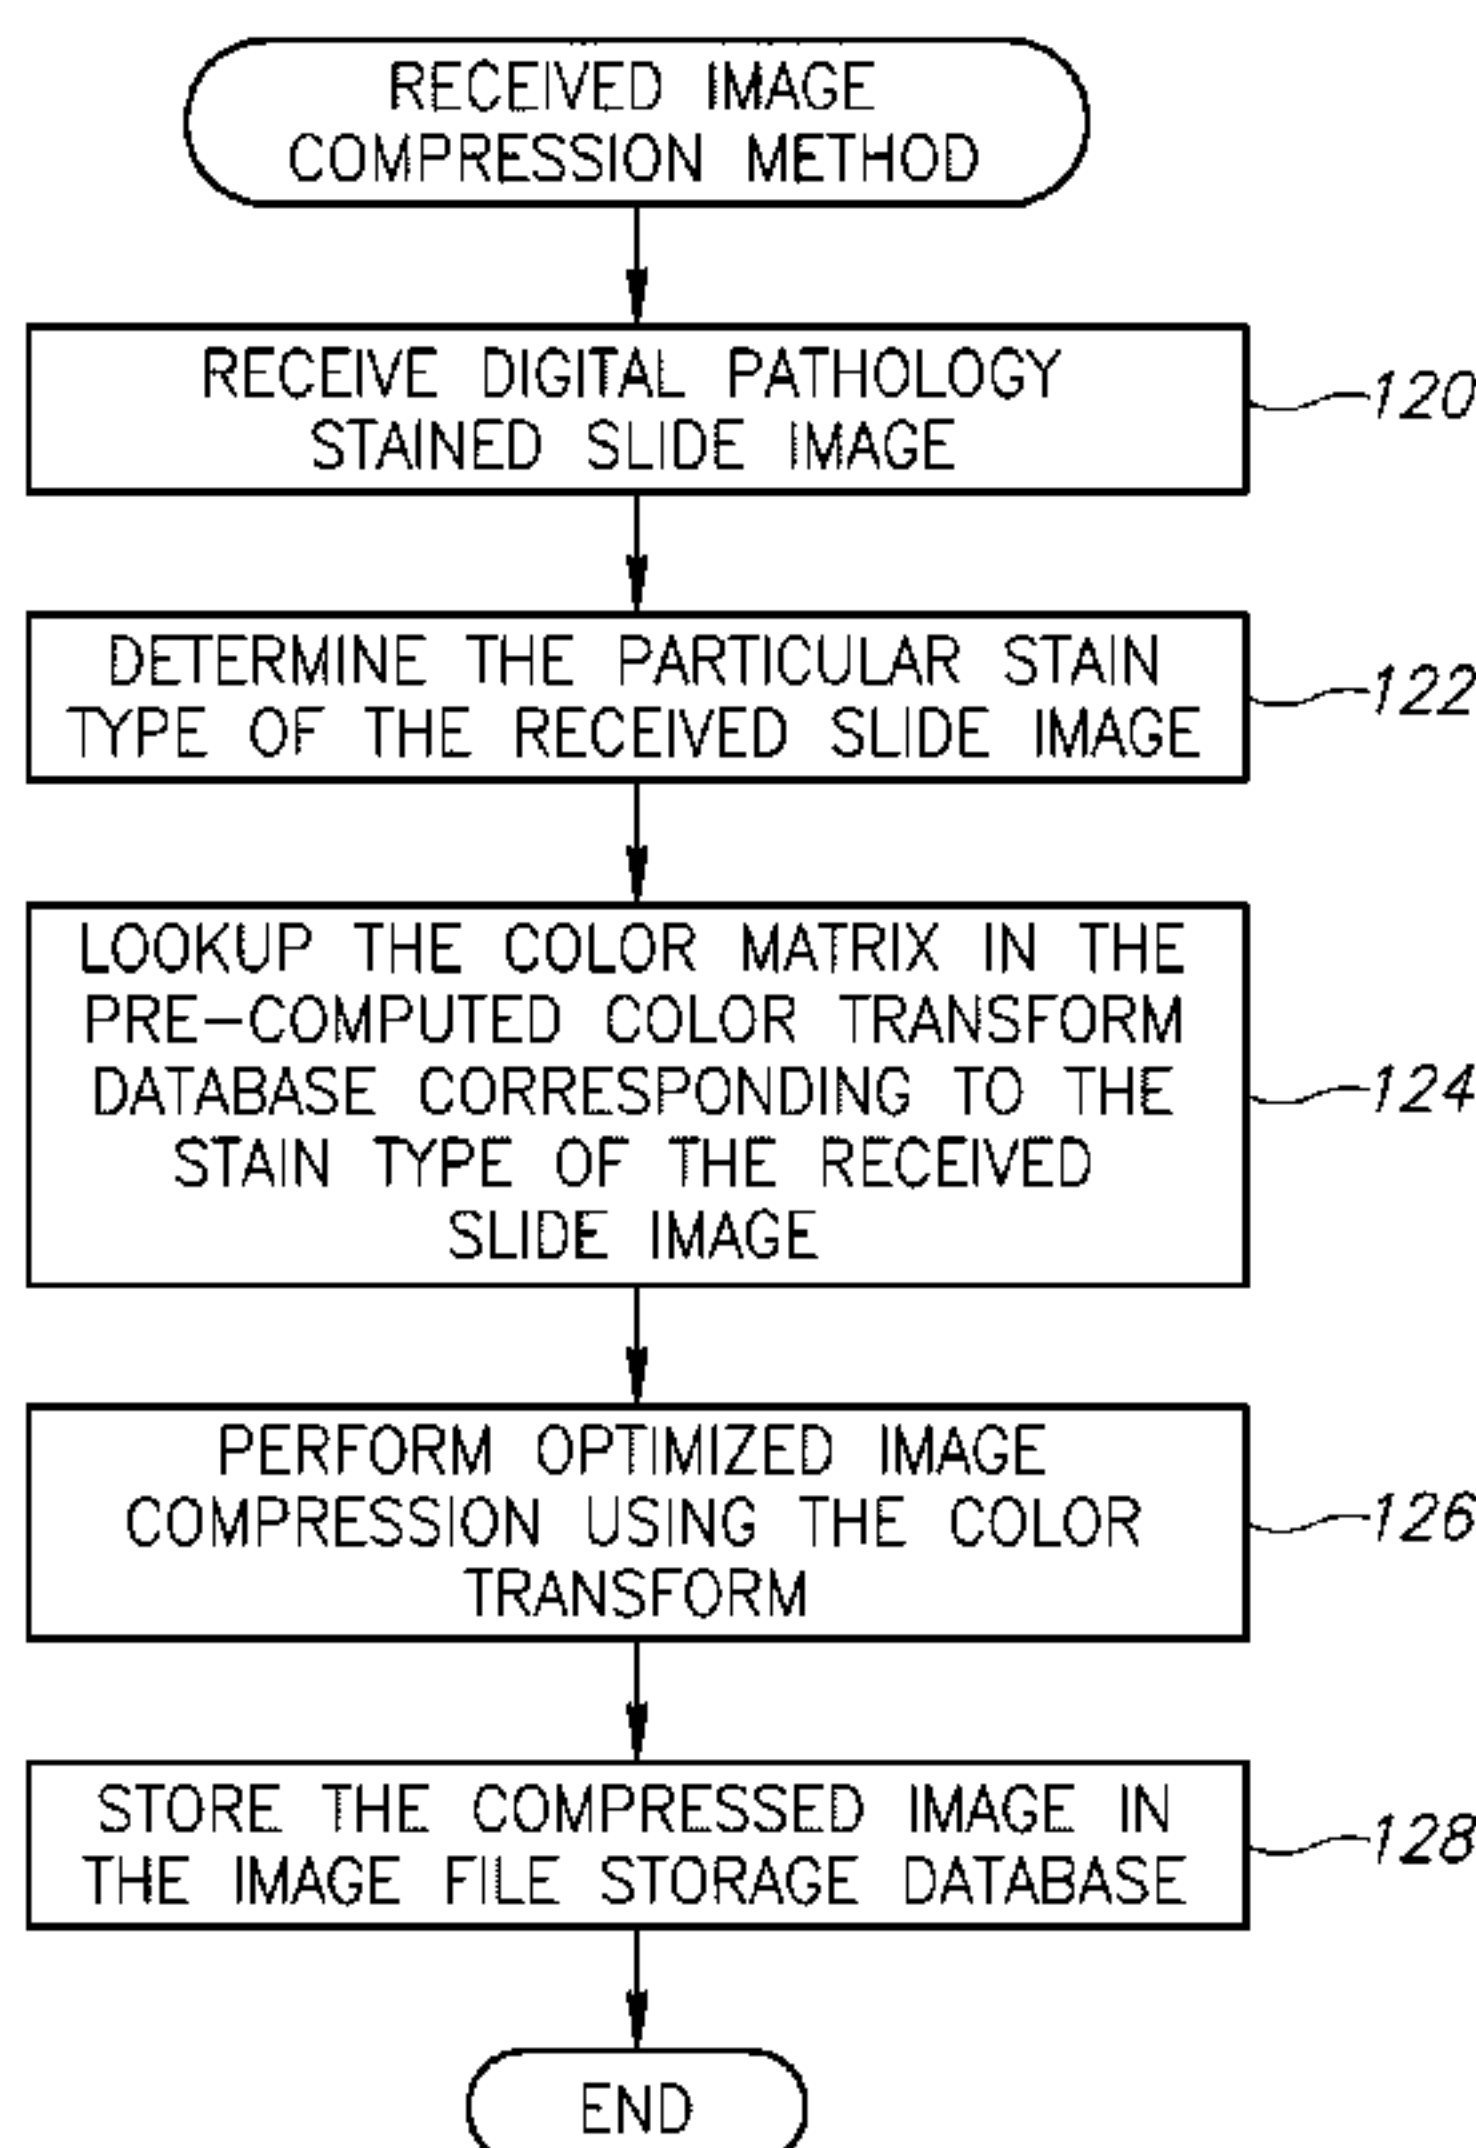 RECEIVED IMAGE
COMPRESSION METHOD
RECEIVE DIGITAL PATHOLOGY
STAINED SLIDE IMAGE
120
DETERMINE THE PARTICULAR STAIN
TYPE OF THE RECEIVED SLIDE IMAGE
122
LOOKUP THE COLOR MATRIX IN THE
PRE-COMPUTED COLOR TRANSFORM
DATABASE CORRESPONDING TO THE
STAIN TYPE OF THE RECEIVED
SLIDE IMAGE
124
PERFORM OPTIMIZED IMAGE
COMPRESSION USING THE COLOR
TRANSFORM
126
STORE THE COMPRESSED IMAGE IN
THE IMAGE FILE STORAGE DATABASE
128
END